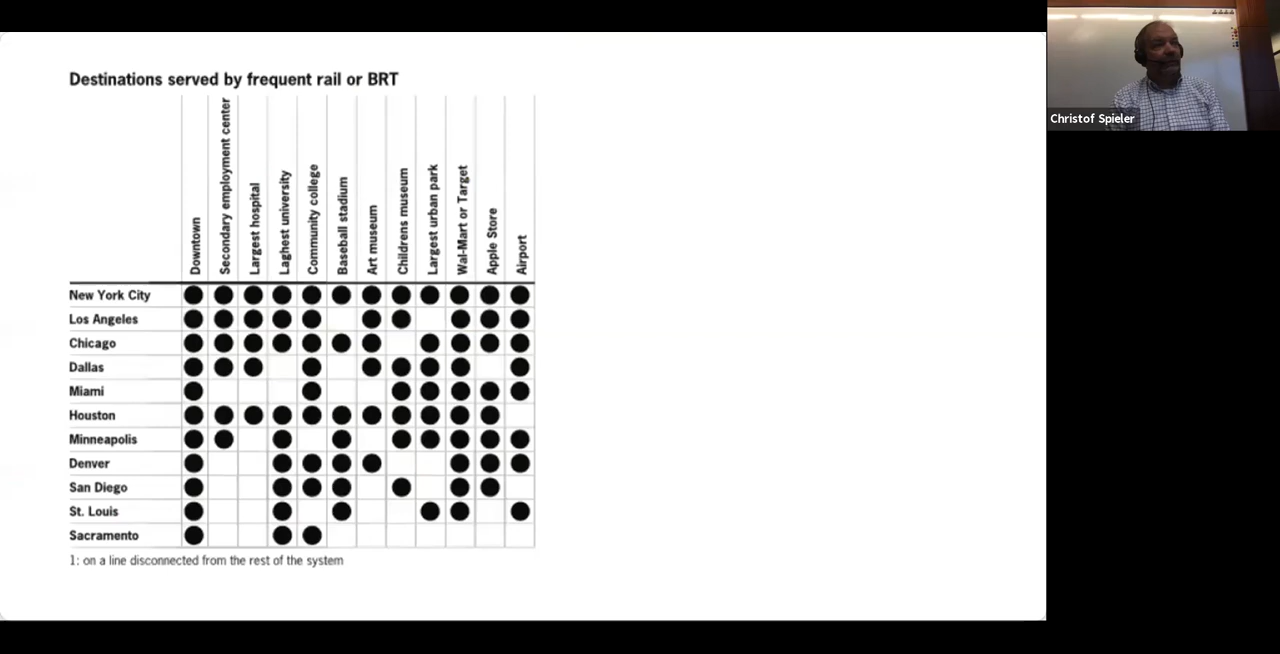 Destinations served by frequent rail or BRT
Downtown
Secondary employment center
Largest hospital
Laghest university
Community college
Baseball stadium
Art museum
Childrens museum
Largest urban park
Wal-Mart or Target
Apple Store
Airport
New York City
Los Angeles
Chicago
Dallas
Miami
Houston
Minneapolis
Denver
San Diego
St. Louis
Sacramento
1: on a line disconnected from the rest of the system
Christof Spieler